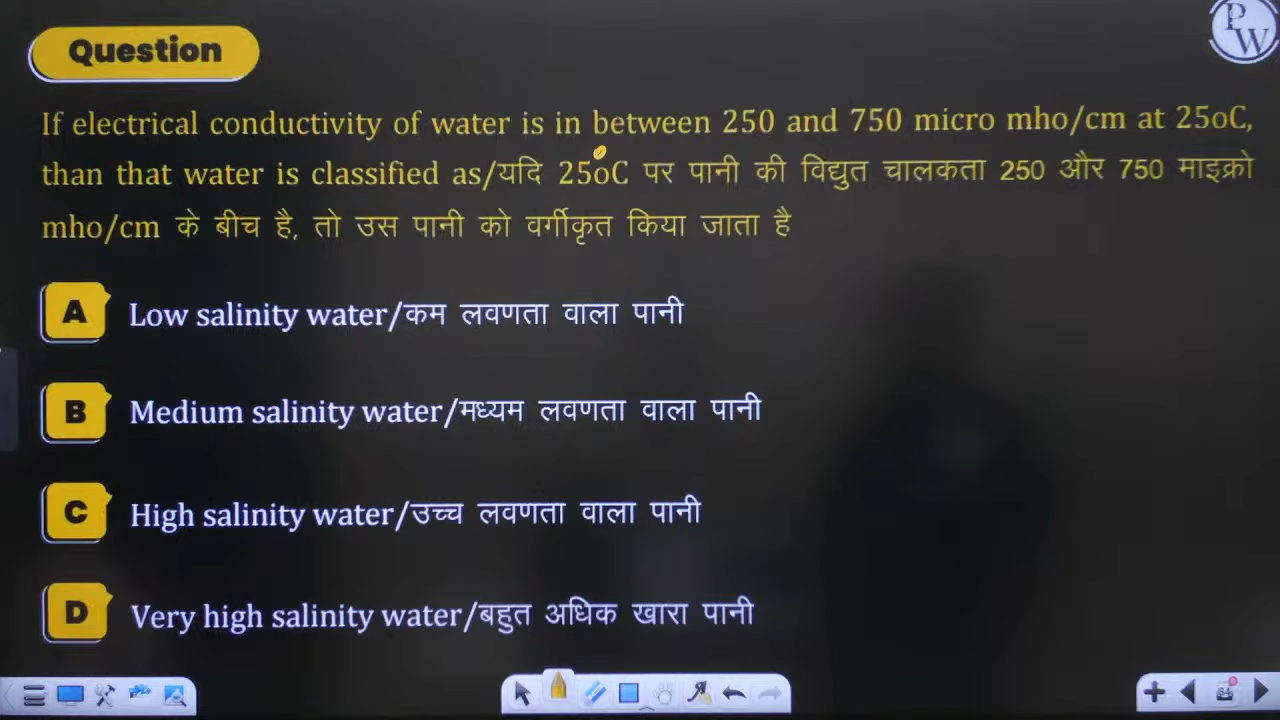 Question
PW
If electrical conductivity of water is in between 250 and 750 micro mho/cm at 25oC,
than that water is classified as/यदि 25oC पर पानी की विद्युत चालकता 250 और 750 माइक्रो
mho/cm के बीच है, तो उस पानी को वर्गीकृत किया जाता है
A Low salinity water/कम लवणता वाला पानी
B Medium salinity water/मध्यम लवणता वाला पानी
C High salinity water/उच्च लवणता वाला पानी
D Very high salinity water/बहुत अधिक खारा पानी
84